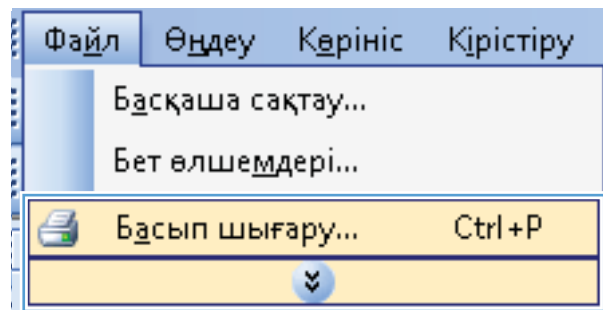 Файл Өңдеу Көрініс Кірістіру
Басқаша сақтау...
Бет өлшемдері...
Басып шығару... Ctrl+P